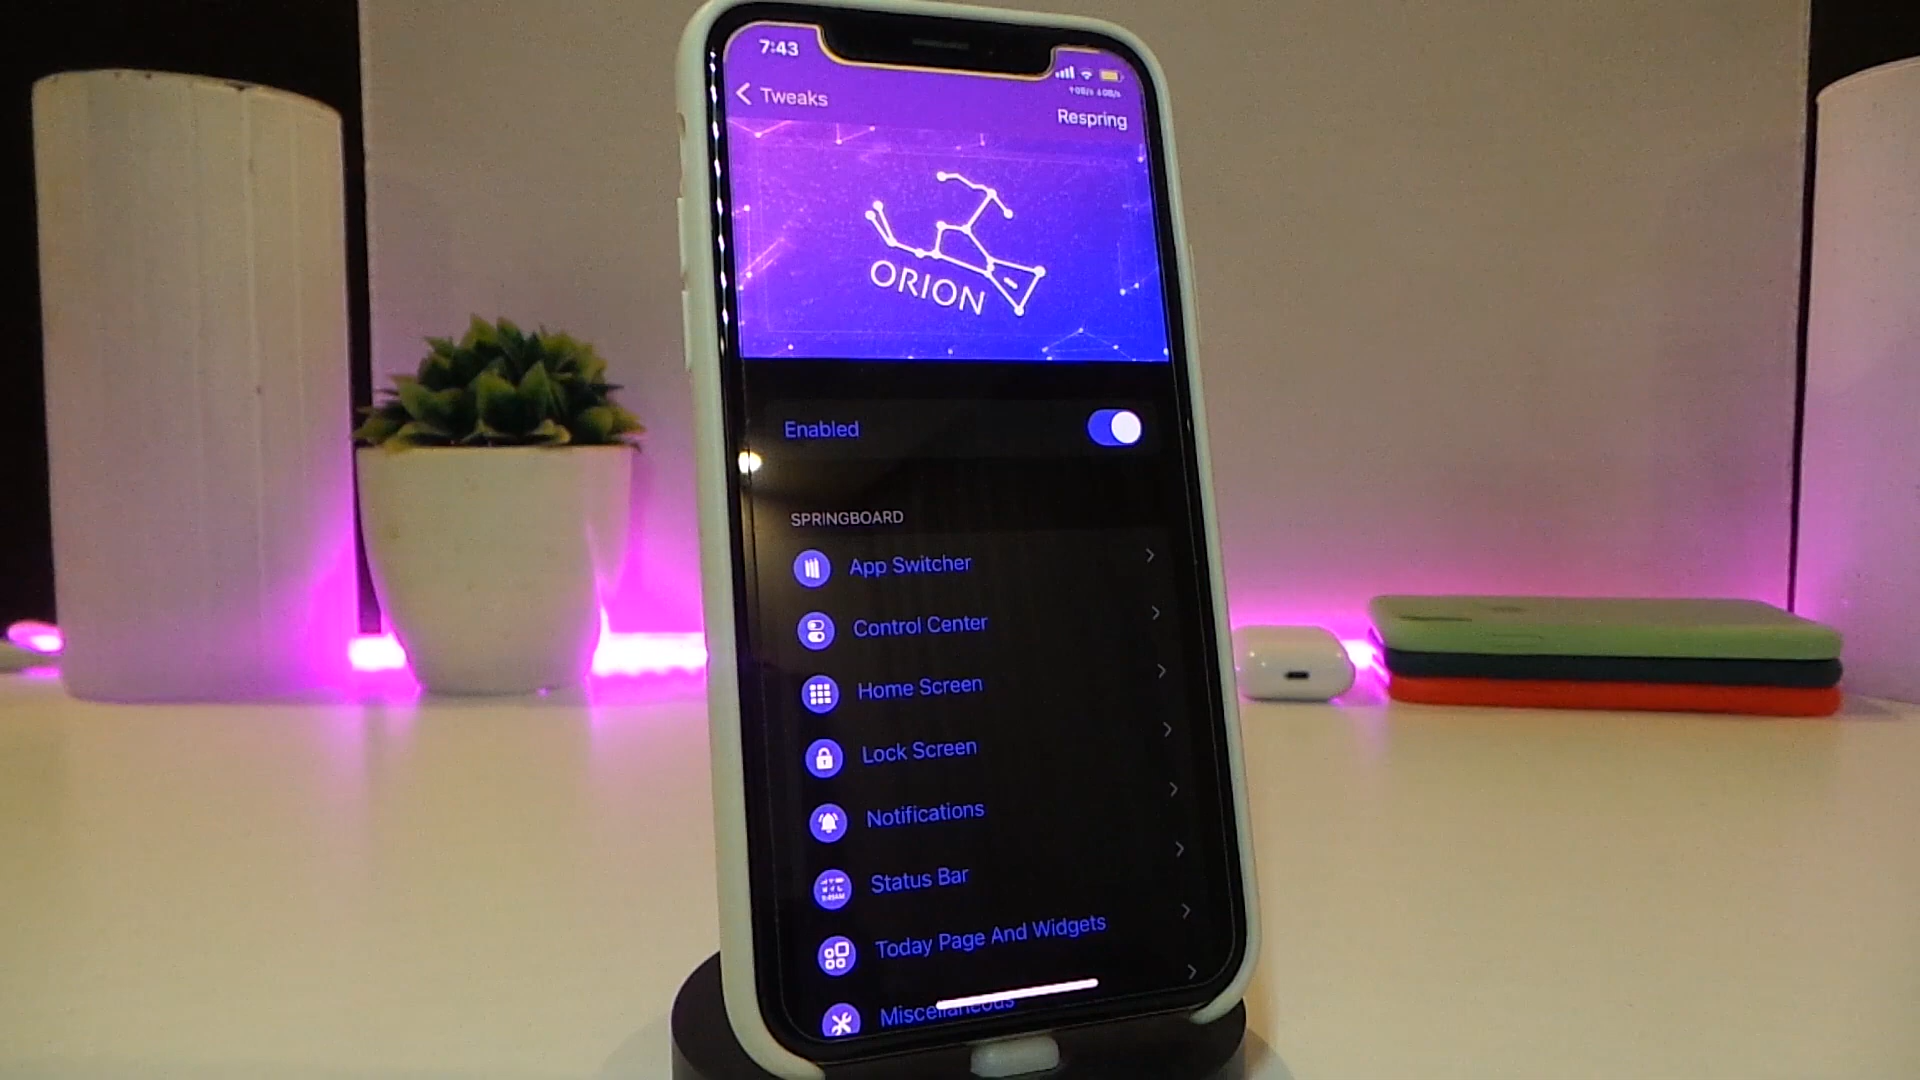 7:43
Tweaks
Respring
ORION
Enabled
SPRINGBOARD
App Switcher
Control Center
Home Screen
Lock Screen
Notifications
Status Bar
Today Page And Widgets
Miscellaneous